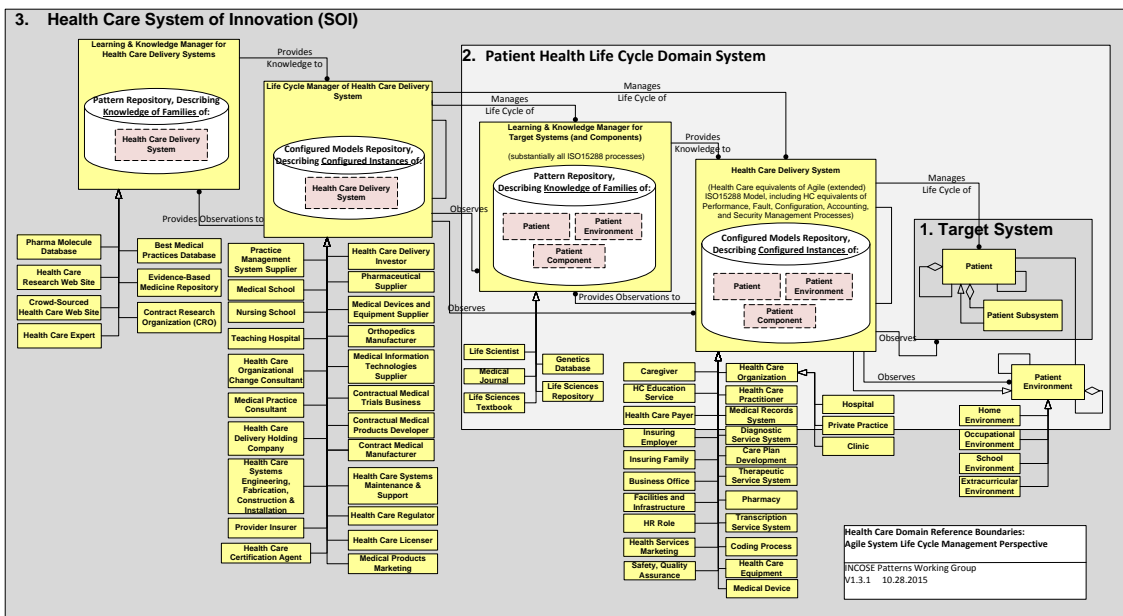 3. Health Care System of Innovation (SOI)
Learning & Knowledge Manager for
Health Care Delivery Systems
Pattern Repository, Describing
Knowledge of Families of:
Health Care Delivery
System
Provides
Knowledge to
Life Cycle Manager of Health Care Delivery
System
Configured Models Repository,
Describing Configured Instances of:
Health Care Delivery
System
Provides Observations to
2. Patient Health Life Cycle Domain System
Manages
Life Cycle of
Manages
Life Cycle of
Learning & Knowledge Manager for
Target Systems (and Components)
(substantially all ISO15288 processes)
Pattern Repository,
Describing Knowledge of Families of:
Patient
Patient
Environment
Patient
Component
Provides
Knowledge to
Observes
Observes
Provides Observations to
Health Care Delivery System
(Health Care equivalents of Agile (extended)
ISO15288 Model, including HC equivalents of
Performance, Fault, Configuration, Accounting,
and Security Management Processes)
Configured Models Repository,
Describing Configured Instances of:
Patient
Patient
Environment
Patient
Component
Manages
Life Cycle of
1. Target System
Patient
Patient Subsystem
Observes
Observes
Patient
Environment
Pharma Molecule
Database
Health Care
Research Web Site
Crowd-Sourced
Health Care Web Site
Health Care Expert
Best Medical
Practices Database
Evidence-Based
Medicine Repository
Contract Research
Organization (CRO)
Practice
Management
System Supplier
Medical School
Nursing School
Teaching Hospital
Health Care
Organizational
Change Consultant
Medical Practice
Consultant
Health Care
Delivery Holding
Company
Health Care
Systems
Engineering,
Fabrication,
Construction &
Installation
Provider Insurer
Health Care
Certification Agent
Health Care Delivery
Investor
Pharmaceutical
Supplier
Medical Devices and
Equipment Supplier
Orthopedics
Manufacturer
Medical Information
Technologies
Supplier
Contractual Medical
Trials Business
Contractual Medical
Products Developer
Contract Medical
Manufacturer
Health Care Systems
Maintenance &
Support
Health Care Regulator
Health Care Licenser
Medical Products
Marketing
Life Scientist
Medical
Journal
Life Sciences
Textbook
Genetics
Database
Life Sciences
Repository
Caregiver
HC Education
Service
Health Care Payer
Insuring
Employer
Insuring Family
Business Office
Facilities and
Infrastructure
HR Role
Health Services
Marketing
Safety, Quality
Assurance
Health Care
Organization
Health Care
Practitioner
Medical Records
System
Diagnostic
Service System
Care Plan
Development
Therapeutic
Service System
Pharmacy
Transcription
Service System
Coding Process
Health Care
Equipment
Medical Device
Hospital
Private Practice
Clinic
Home
Environment
Occupational
Environment
School
Environment
Extracurricular
Environment
Health Care Domain Reference Boundaries:
Agile System Life Cycle Management Perspective
INCOSE Patterns Working Group
V1.3.1 10.28.2015